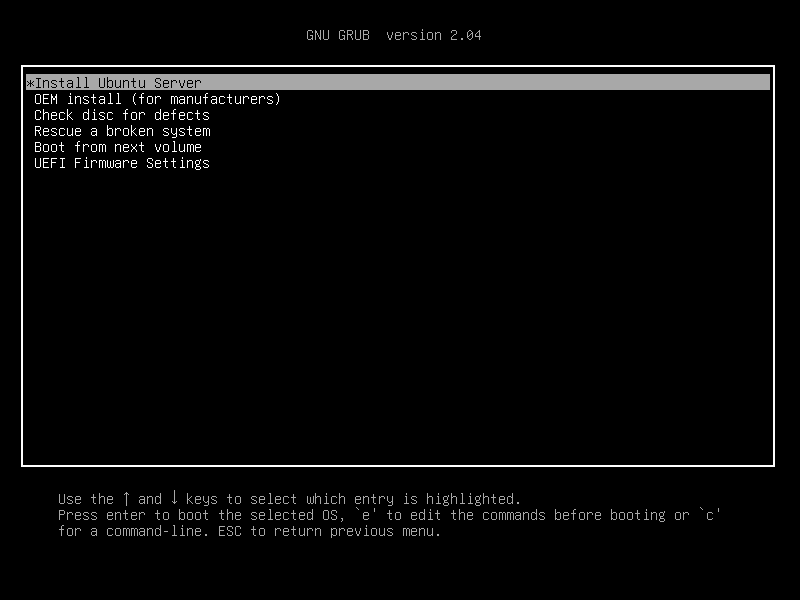 GNU GRUB  version 2.04
*Install Ubuntu Server
OEM install (for manufacturers)
Check disc for defects
Rescue a broken system
Boot from next volume
UEFI Firmware Settings
Use the ↑ and ↓ keys to select which entry is highlighted.
Press enter to boot the selected OS, `e' to edit the commands before booting or `c'
for a command-line. ESC to return previous menu.